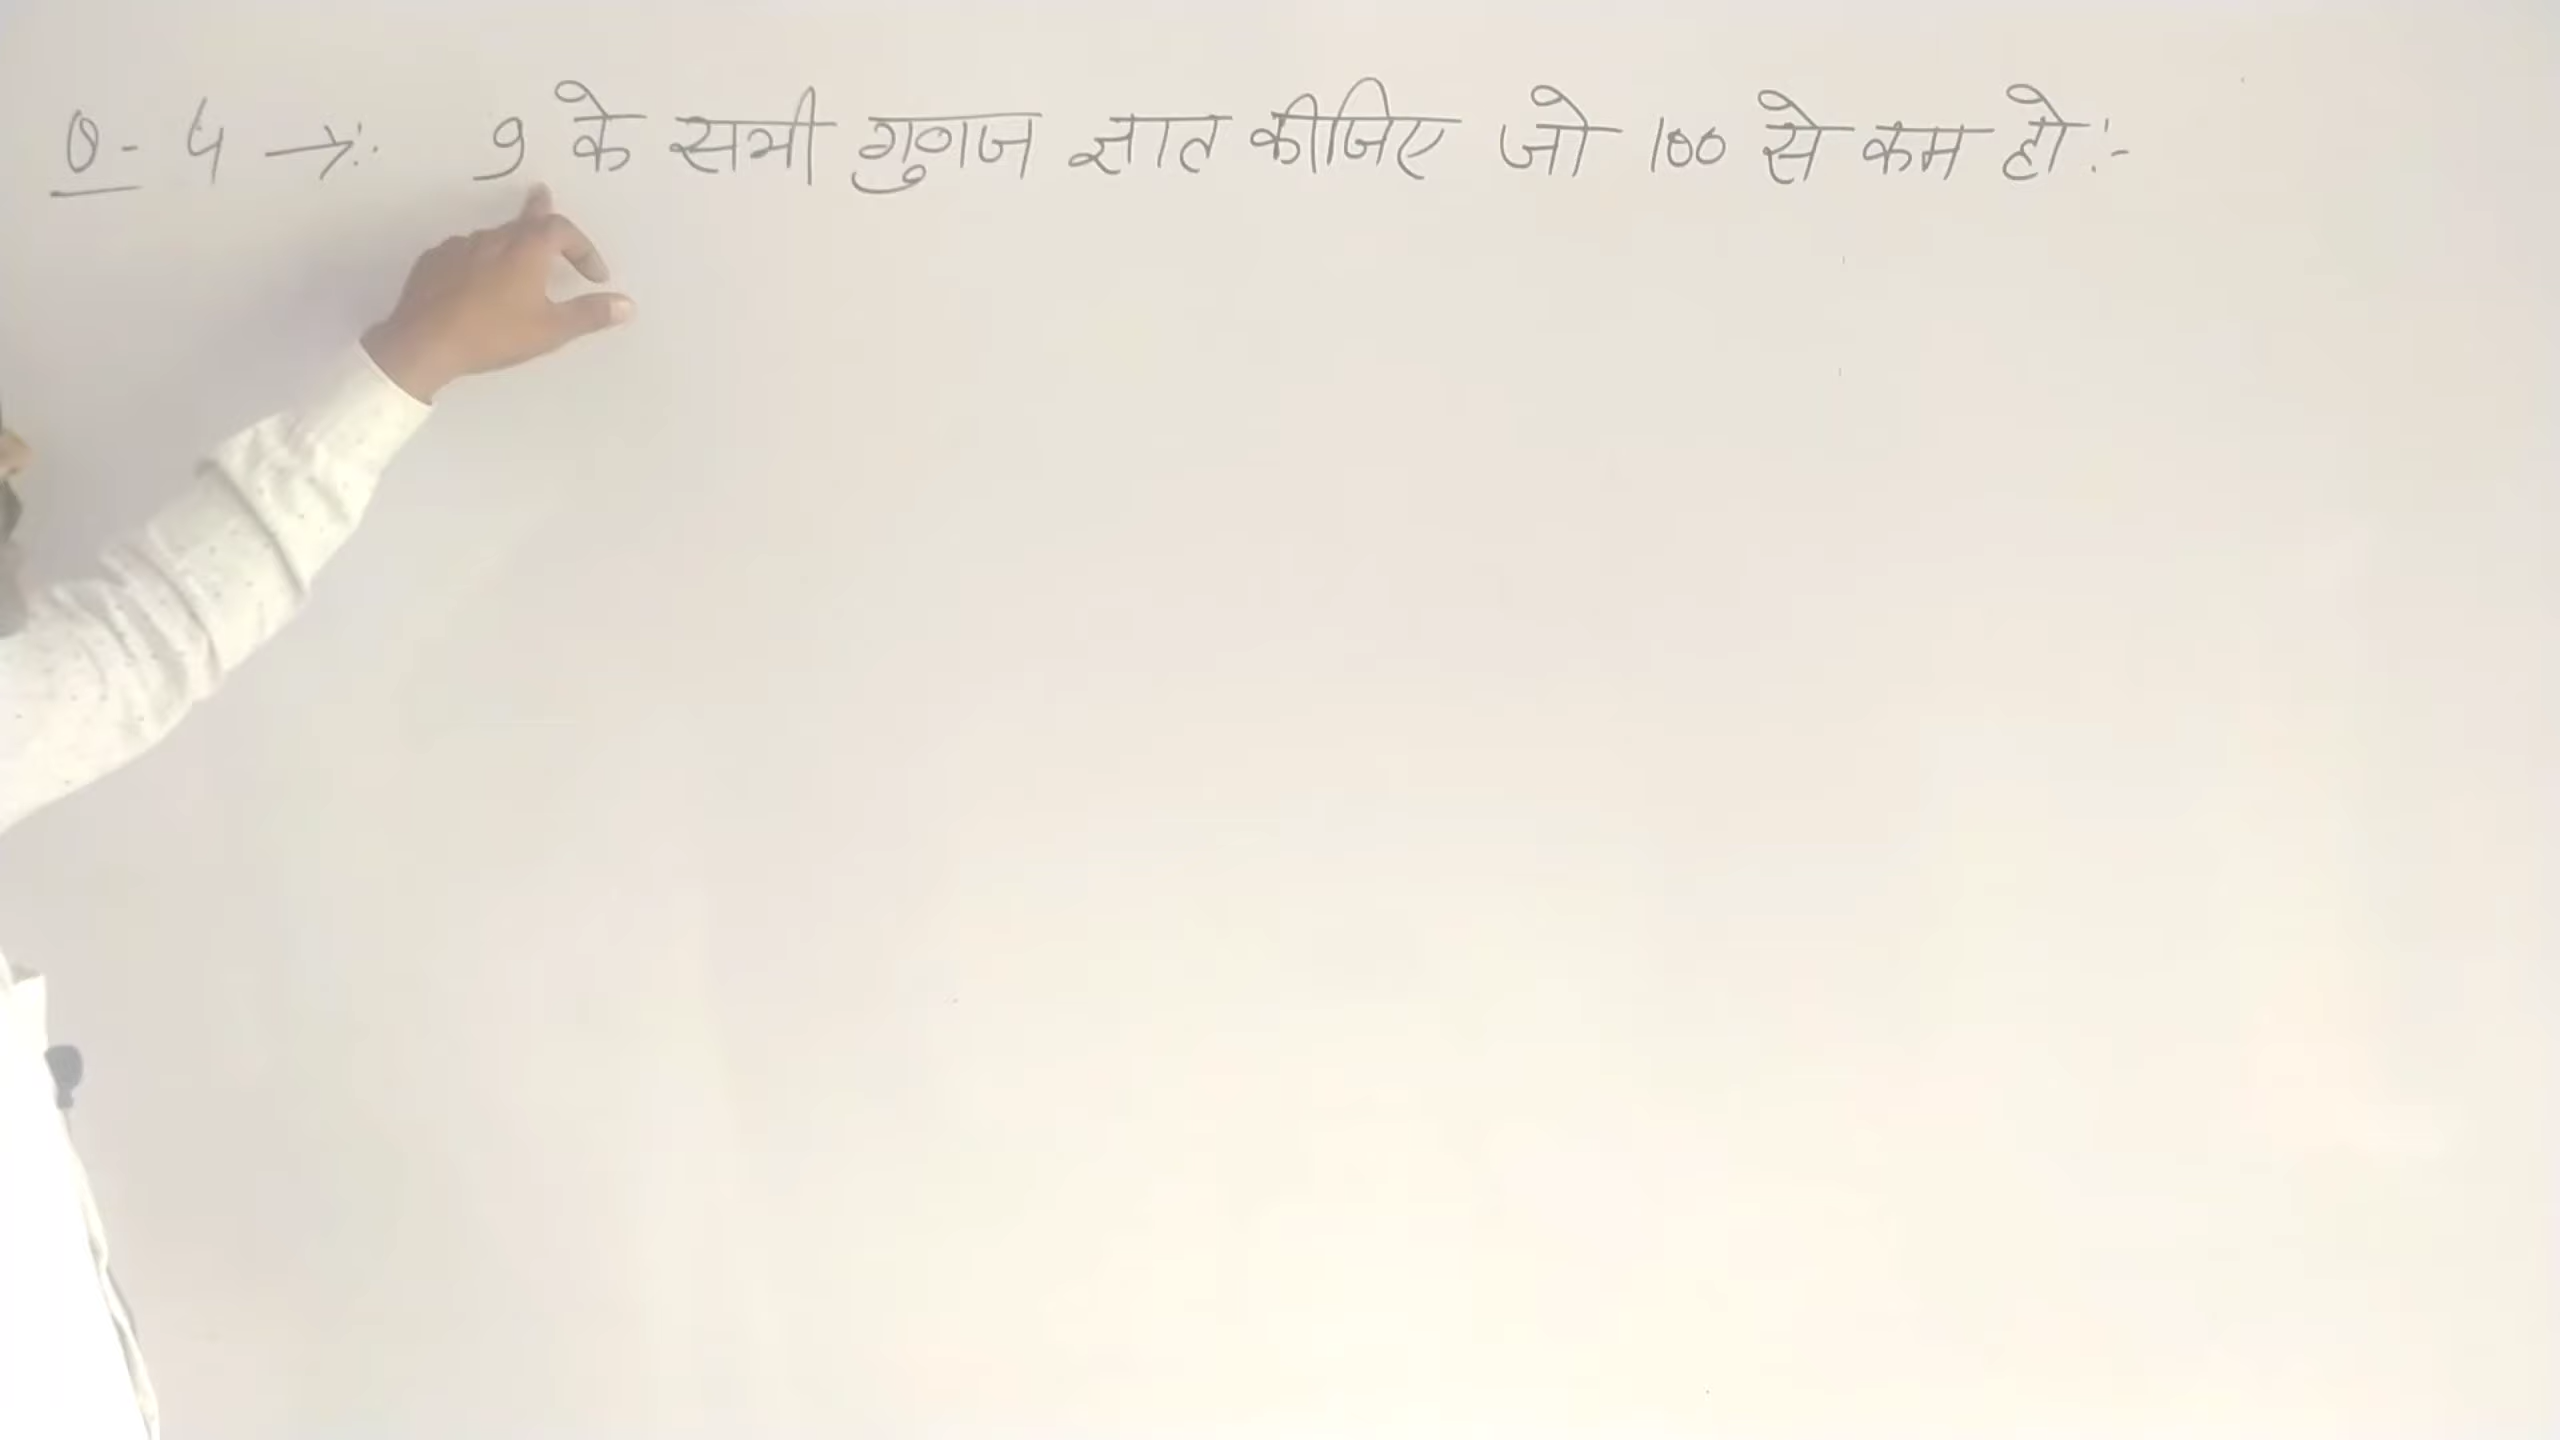 Q- 4 →: 9 के सभी गुणज ज्ञात कीजिए जो 100 से कम हो:-